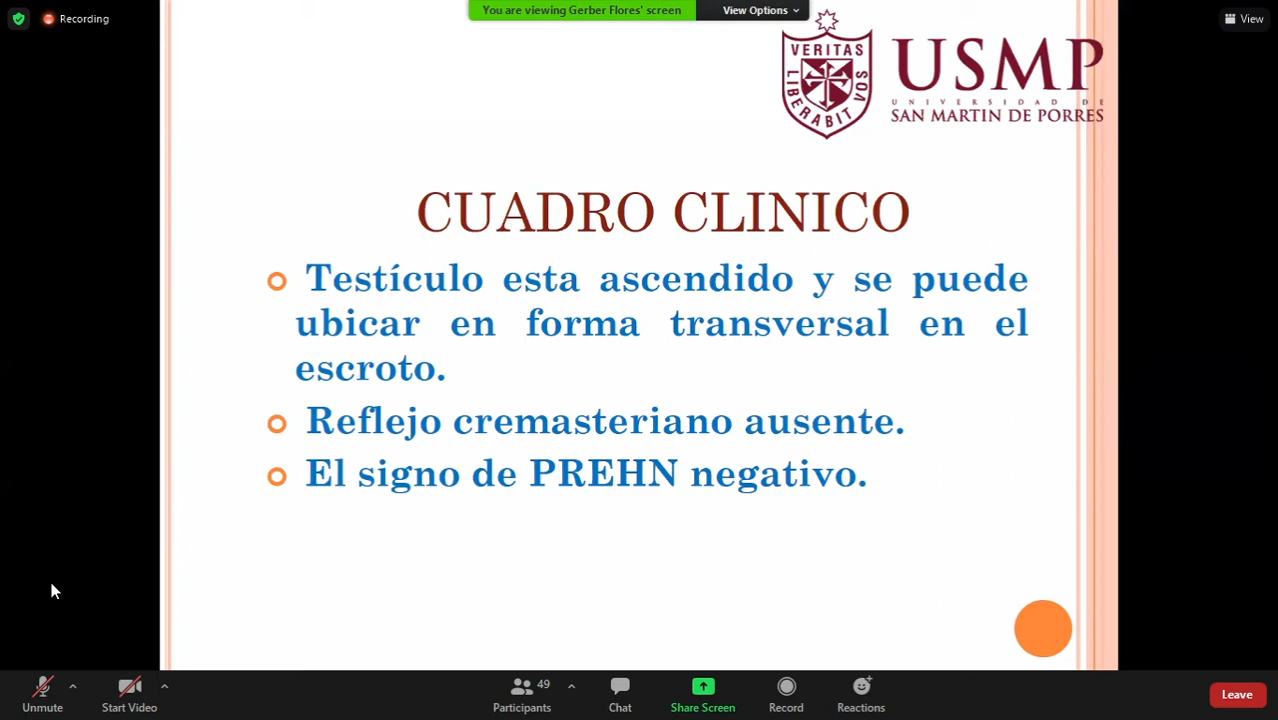 Recording
You are viewing Gerber Flores' screen
View Options
View
VERITAS
LIBERABIT VOS
USMP
UNIVERSIDAD DE
SAN MARTIN DE PORRES
CUADRO CLINICO
Testículo esta ascendido y se puede
ubicar en forma transversal en el
escroto.
Reflejo cremasteriano ausente.
El signo de PREHN negativo.
Unmute
Start Video
49
Participants
Chat
Share Screen
Record
Reactions
Leave